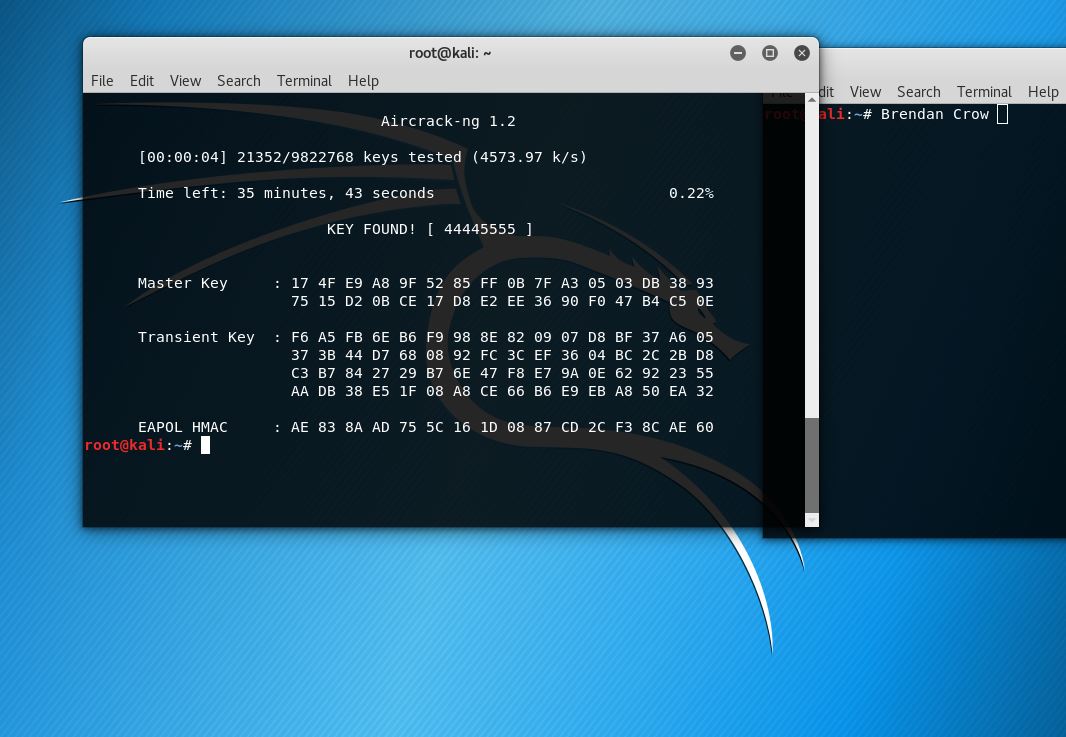 root@kali: ~
File Edit View Search Terminal Help
Aircrack-ng 1.2
[00:00:04] 21352/9822768 keys tested (4573.97 k/s)
Time left: 35 minutes, 43 seconds 0.22%
KEY FOUND! [ 44445555 ]
Master Key : 17 4F E9 A8 9F 52 85 FF 0B 7F A3 05 03 DB 38 93
75 15 D2 0B CE 17 D8 E2 EE 36 90 F0 47 B4 C5 0E
Transient Key : F6 A5 FB 6E B6 F9 98 8E 82 09 07 D8 BF 37 A6 05
37 3B 44 D7 68 08 92 FC 3C EF 36 04 BC 2C 2B D8
C3 B7 84 27 29 B7 6E 47 F8 E7 9A 0E 62 92 23 55
AA DB 38 E5 1F 08 A8 CE 66 B6 E9 EB A8 50 EA 32
EAPOL HMAC : AE 83 8A AD 75 5C 16 1D 08 87 CD 2C F3 8C AE 60
root@kali:~#
File Edit View Search Terminal Help
root@kali:~# Brendan Crow